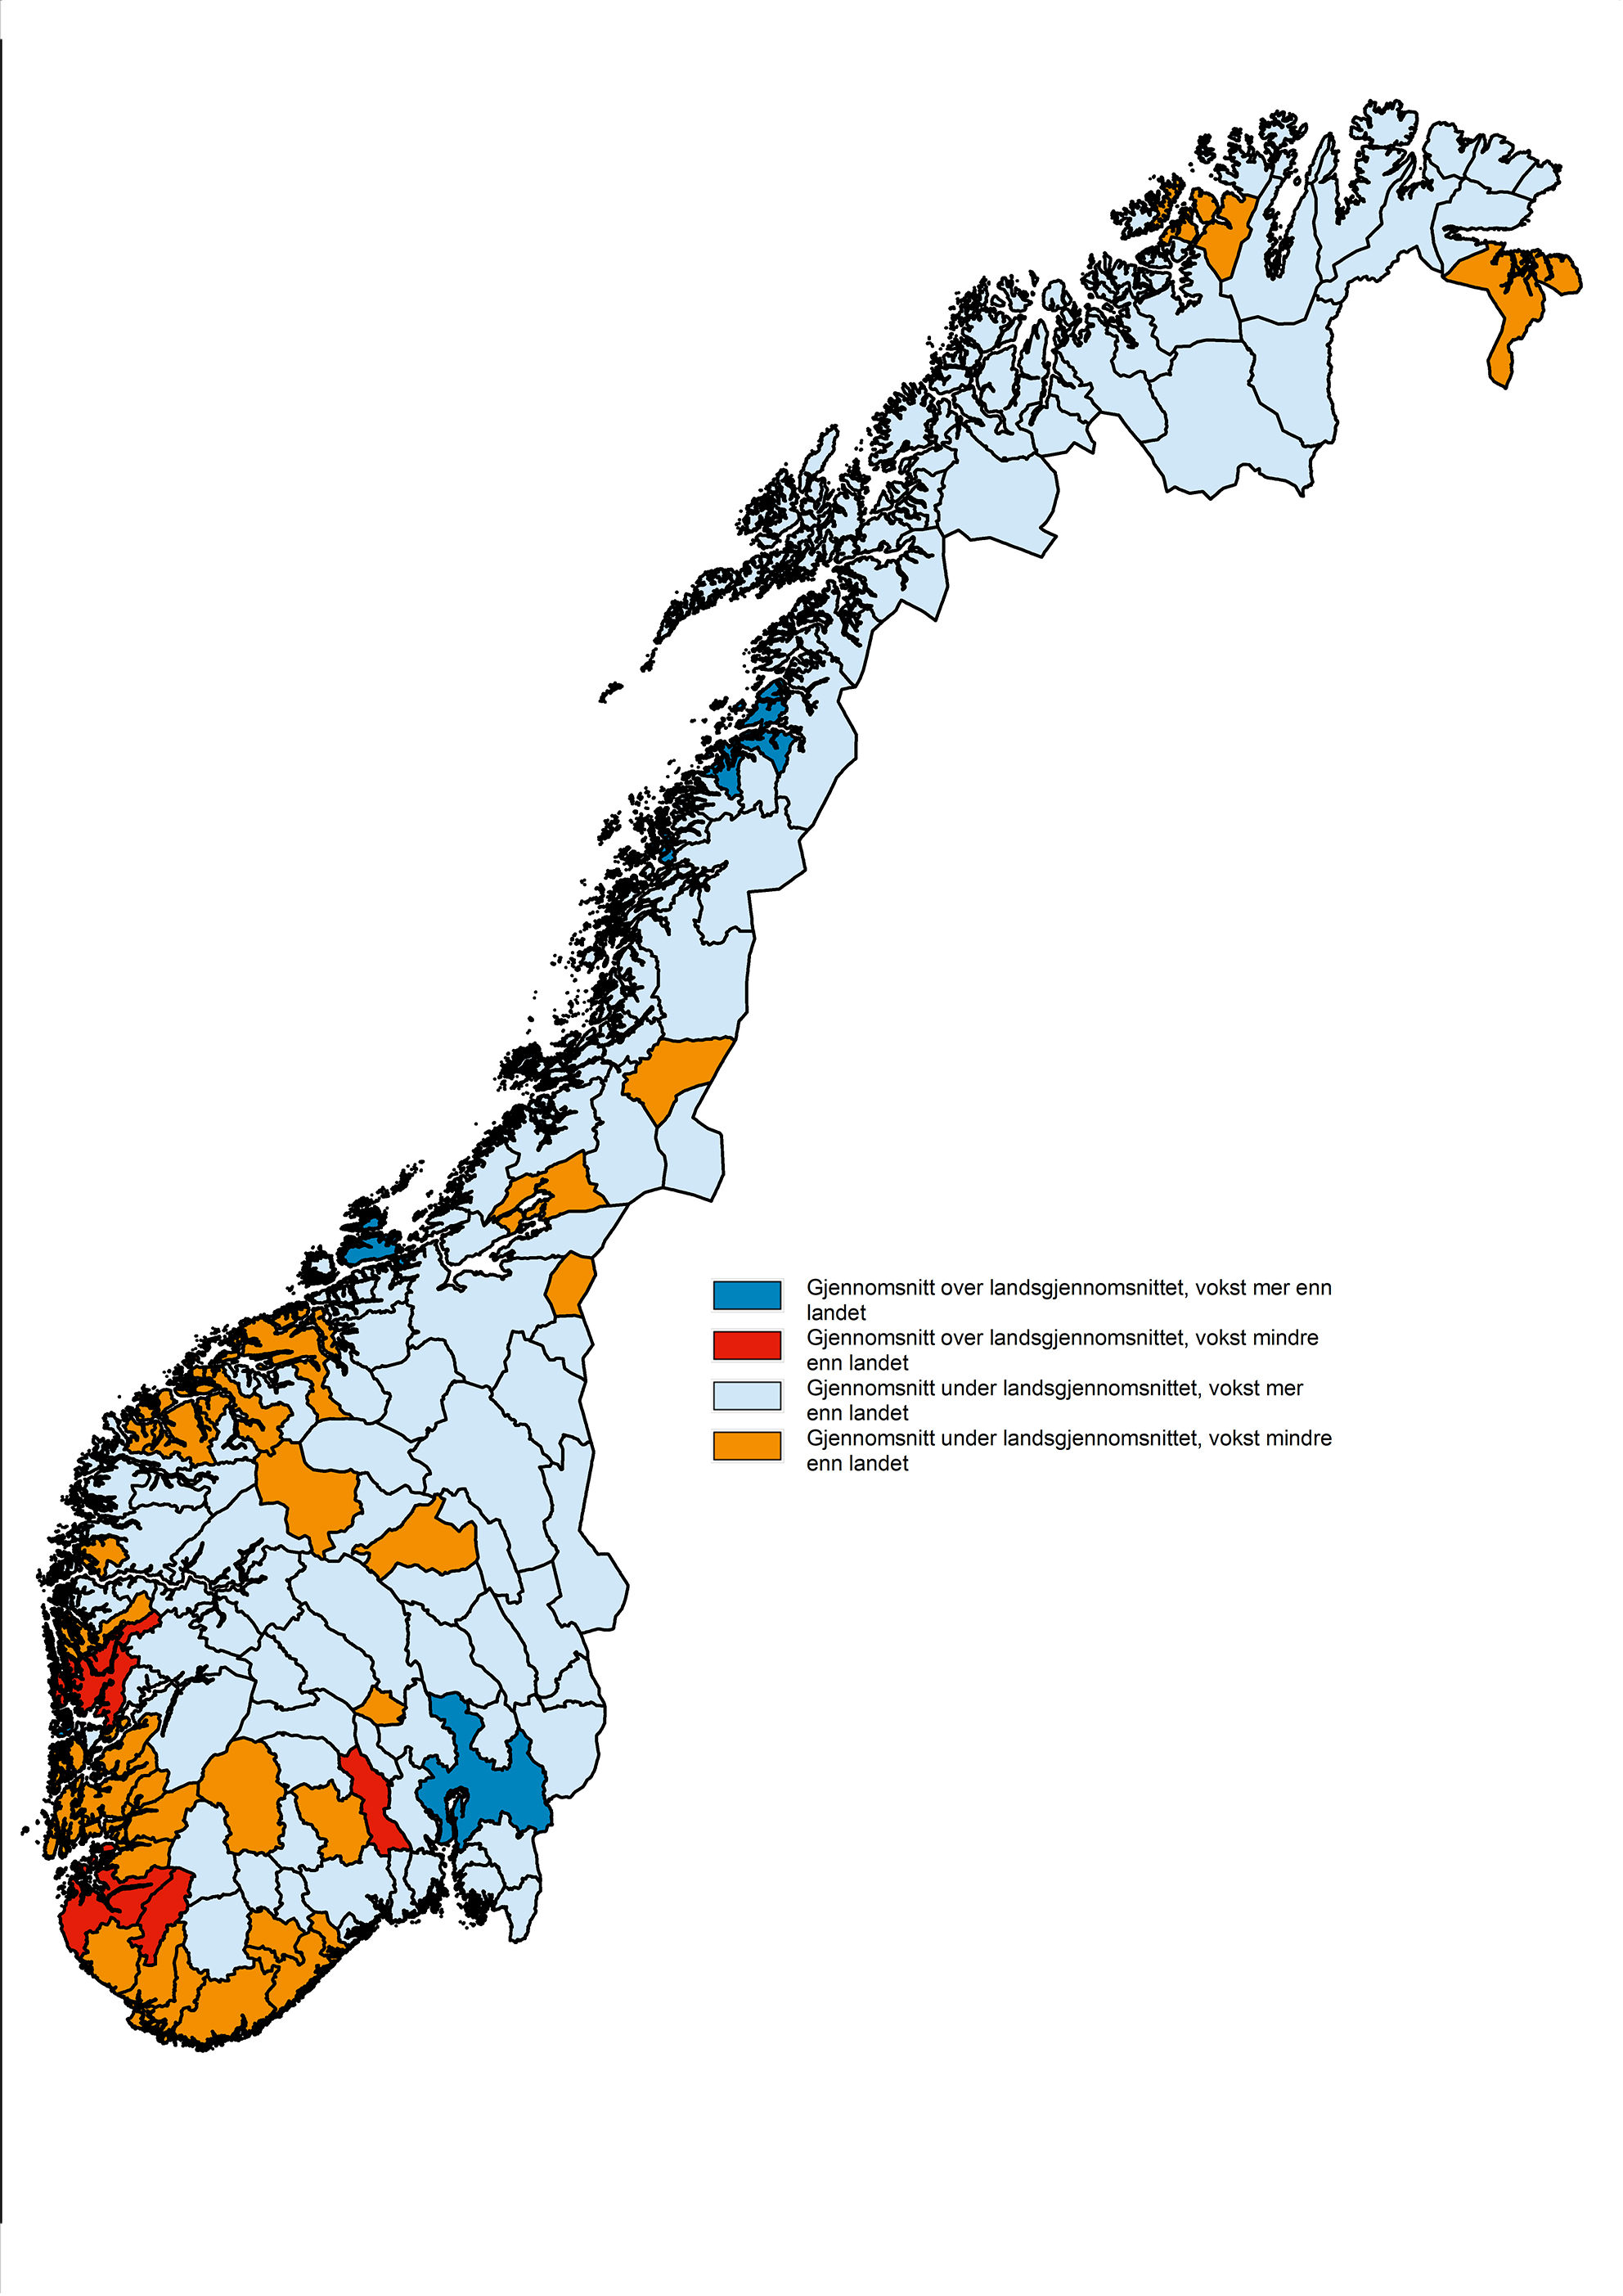 Gjennomsnitt over landsgjennomsnittet, vokst mer enn
landet
Gjennomsnitt over landsgjennomsnittet, vokst mindre
enn landet
Gjennomsnitt under landsgjennomsnittet, vokst mer
enn landet
Gjennomsnitt under landsgjennomsnittet, vokst mindre
enn landet